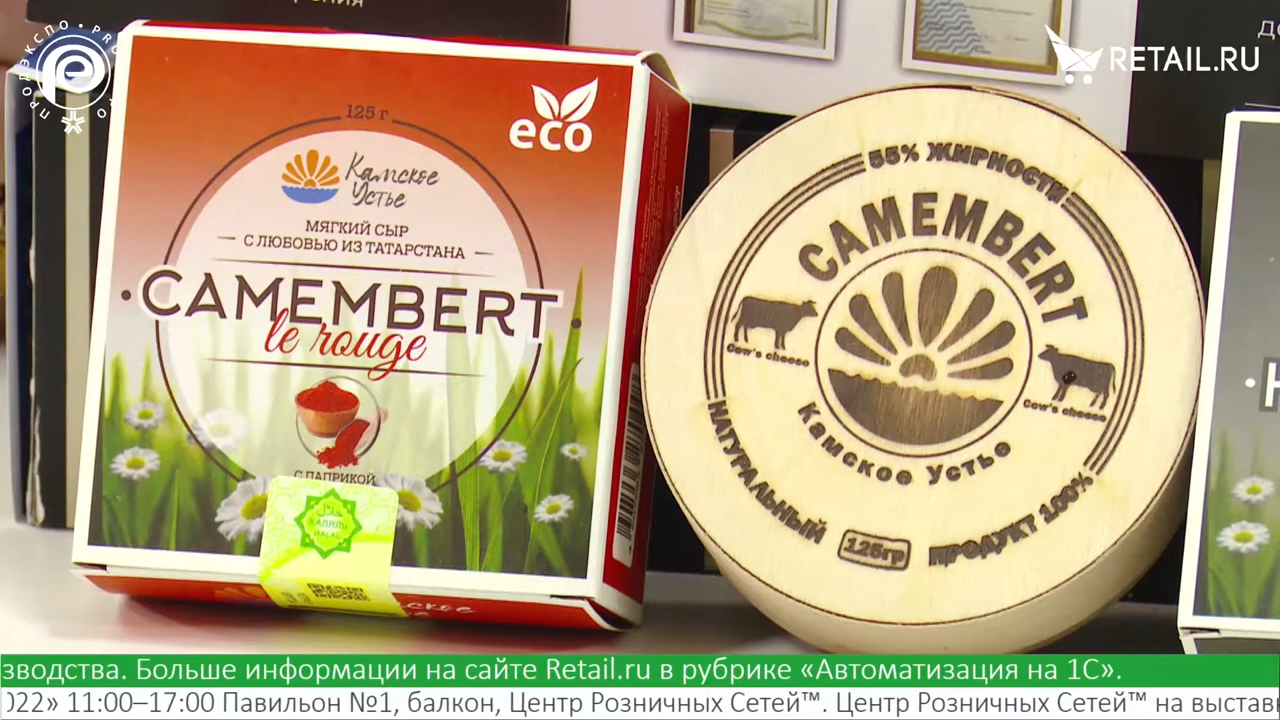 ПРОДЭКСПО
RETAIL.RU
125 г
eco
Камское
Устье
МЯГКИЙ СЫР
С ЛЮБОВЬЮ ИЗ ТАТАРСТАНА
CAMEMBERT
le rouge
С ПАПРИКОЙ
ХАЛЯЛЬ
HALAL
55% ЖИРНОСТИ
CAMEMBERT
Cow's cheese
Cow's cheese
Камское Устье
НАТУРАЛЬНЫЙ
125гр
ПРОДУКТ 100%
зводства. Больше информации на сайте Retail.ru в рубрике «Автоматизация на 1С».
022» 11:00–17:00 Павильон №1, балкон, Центр Розничных Сетей™. Центр Розничных Сетей™ на выстав